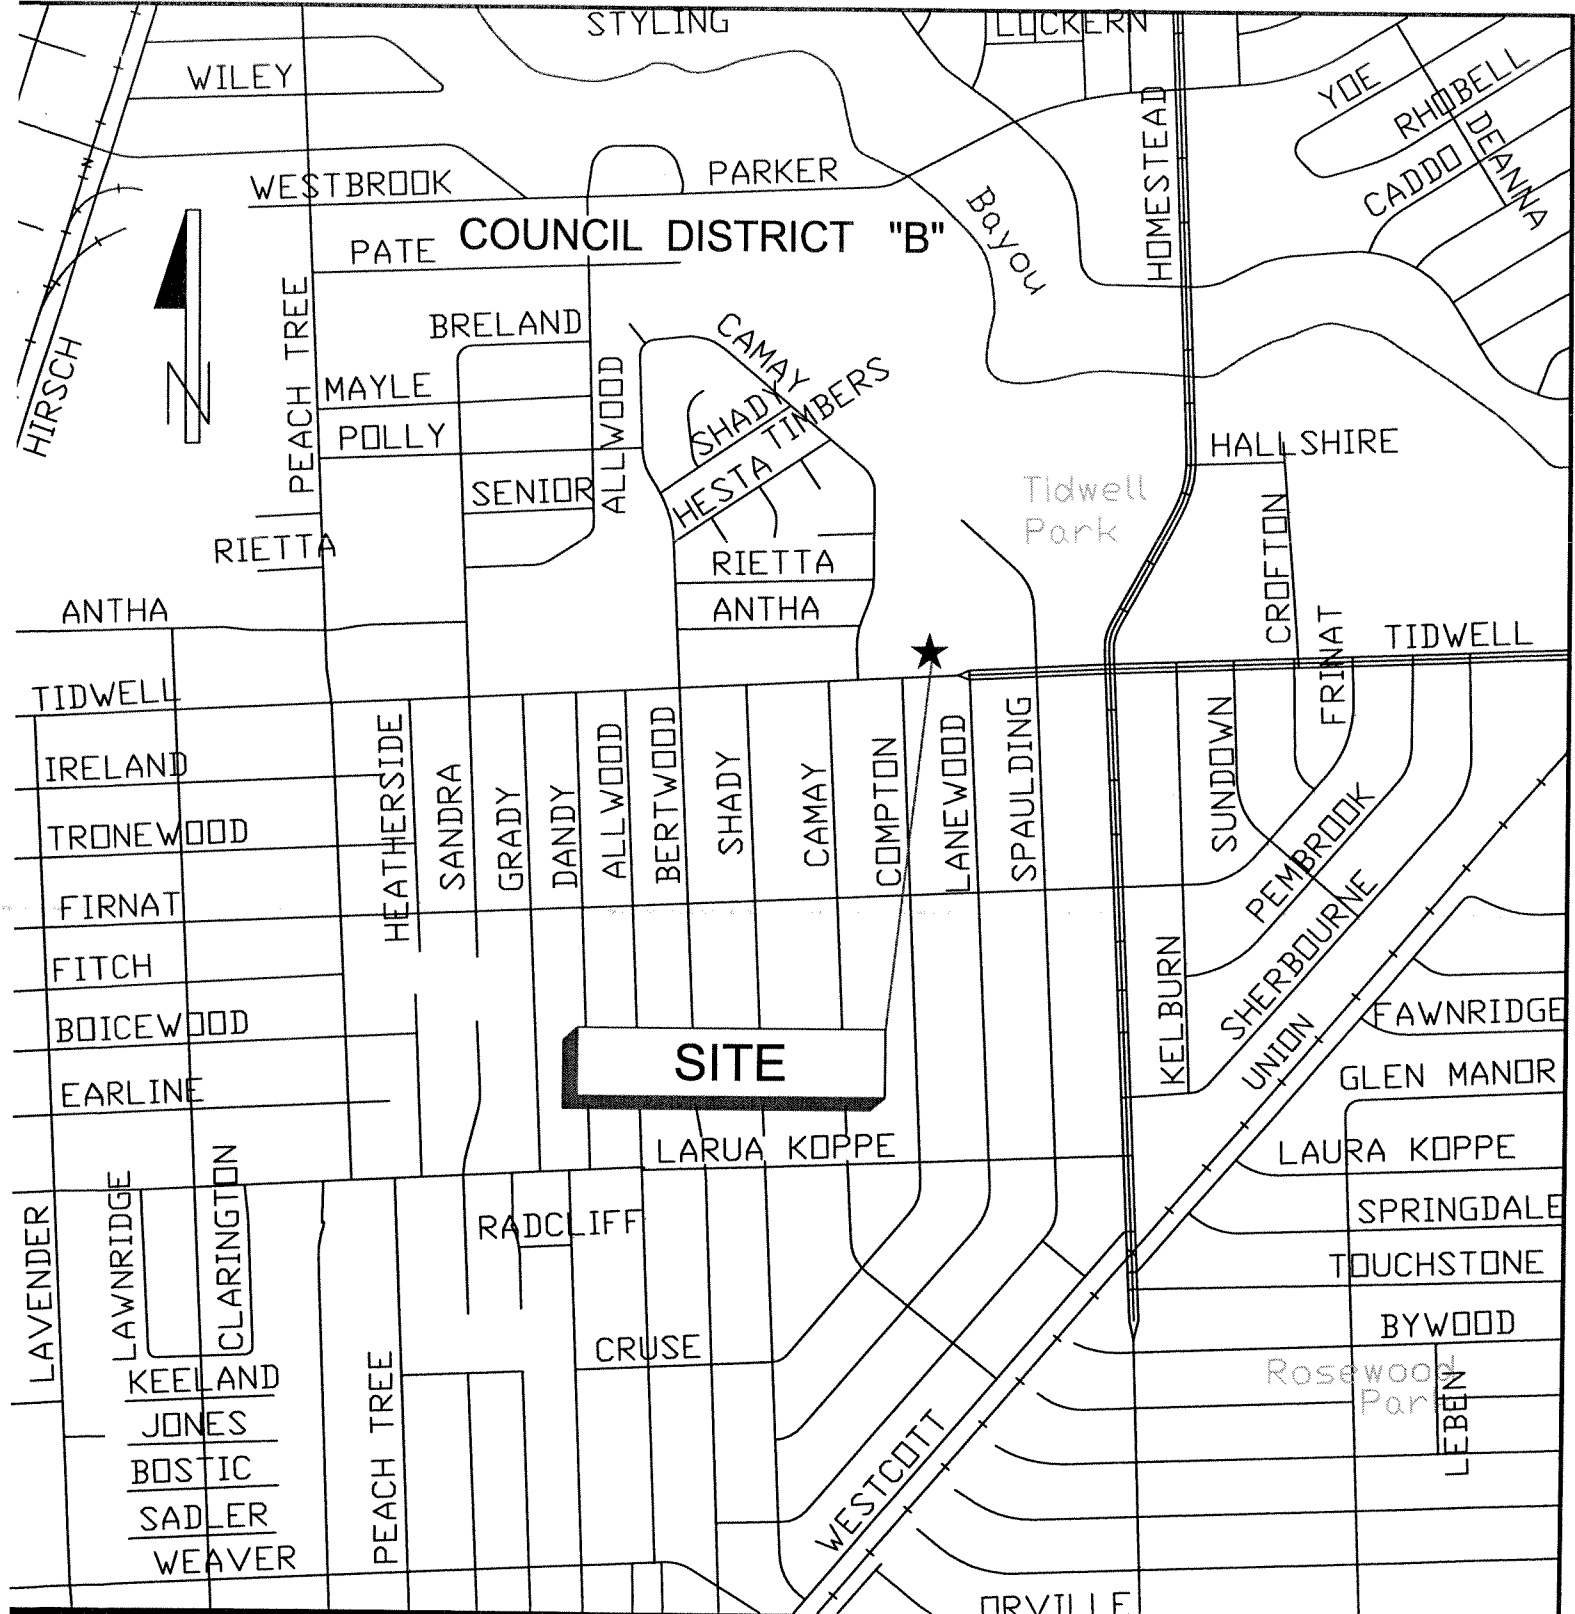 STYLING
LOCKERN
WILEY
YOE
RHOBELL
HOMESTEAD
DEANNA
WESTBROOK
PARKER
CADDO
COUNCIL DISTRICT "B"
Bayou
PATE
PEACH TREE
BRELAND
CAMAY
HIRSCH
N
MAYLE
ALLWOOD
SHADY
TIMBERS
POLLY
HESTA
HALLSHIRE
SENIOR
Tidwell
Park
CROFTON
RIETTA
RIETTA
ANTHA
ANTHA
FRINAT
TIDWELL
TIDWELL
HEATHERSIDE
SANDRA
GRADY
DANDY
ALLWOOD
BERTWOOD
SHADY
CAMAY
COMPTON
LANEWOOD
SPAULDING
SUNDOWN
IRELAND
TRONEWOOD
PEMBROOK
FIRNAT
SHERBOURNE
FITCH
KELBURN
BOICEWOOD
FAWNRIDGE
UNION
SITE
EARLINE
GLEN MANOR
LARUA KOPPE
LAURA KOPPE
LAVENDER
LAWNRIDGE
CLARINGTON
RADCLIFF
SPRINGDALE
TOUCHSTONE
BYWOOD
CRUSE
KEELAND
PEACH TREE
Rosewood
Park
LEBEN
JONES
WESTCOTT
BOSTIC
SADLER
WEAVER
ORVILLE